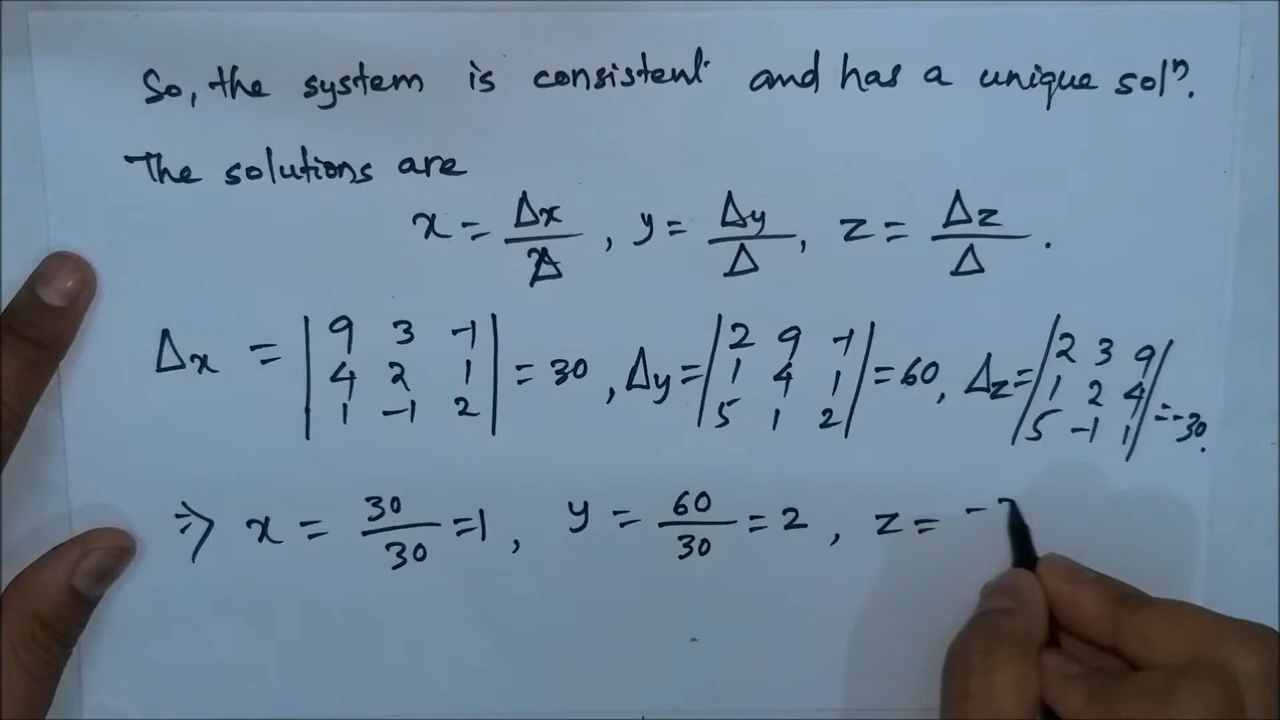 So, the system is consistent and has a unique solⁿ.
The solutions are
x = Δx/Δ , y = Δy/Δ , z = Δz/Δ .
Δx = | 9 3 -1 | = 30 , Δy = | 2 9 -1 | = 60 , Δz = | 2 3 9 | = -30 .
| 4 2 1 | | 1 4 1 | | 1 2 4 |
| 1 -1 2 | | 5 1 2 | | 5 -1 1 |
⇒ x = 30/30 = 1 , y = 60/30 = 2 , z = -